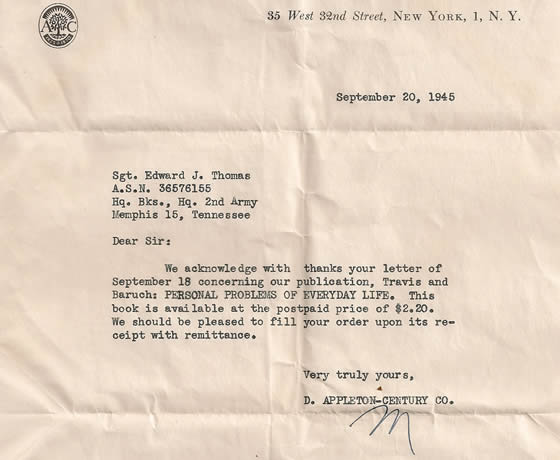 A C
35 West 32nd Street, NEW YORK, 1, N. Y.
September 20, 1945
Sgt. Edward J. Thomas
A.S.N. 36576155
Hq. Bks., Hq. 2nd Army
Memphis 15, Tennessee
Dear Sir:
We acknowledge with thanks your letter of
September 18 concerning our publication, Travis and
Baruch: PERSONAL PROBLEMS OF EVERYDAY LIFE. This
book is available at the postpaid price of $2.20.
We should be pleased to fill your order upon its re-
ceipt with remittance.
Very truly yours,
D. APPLETON-CENTURY CO.